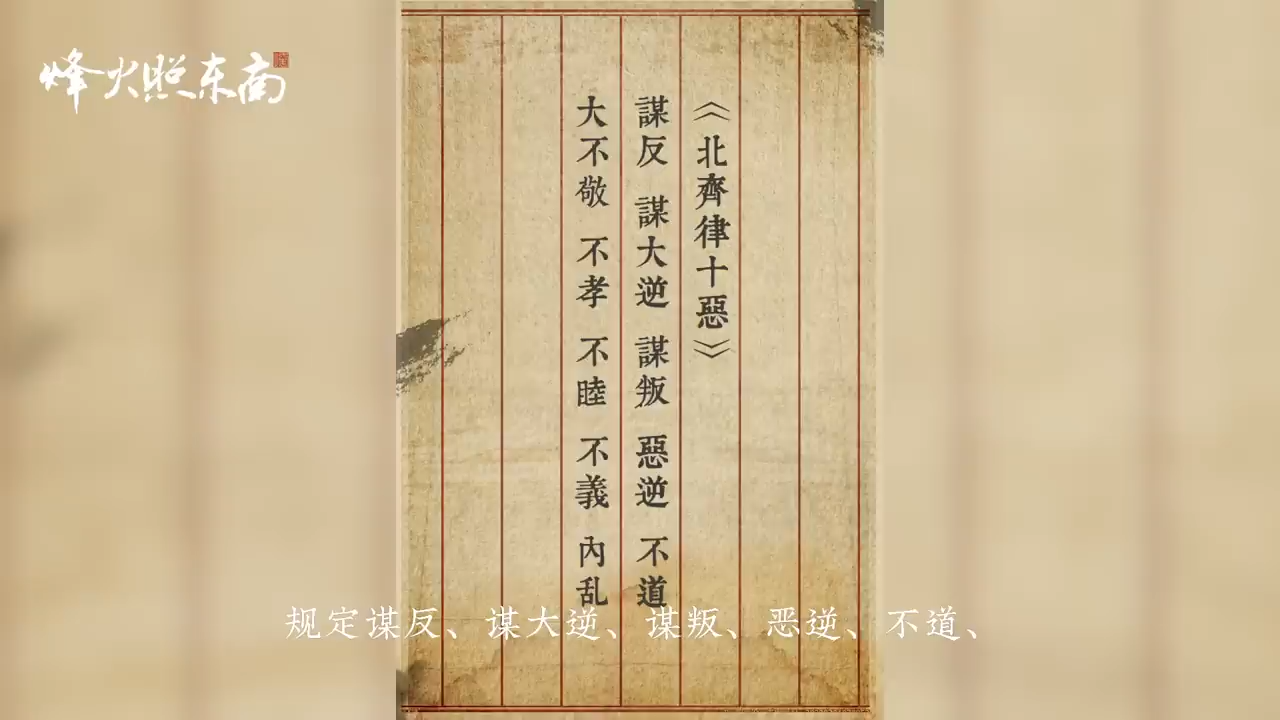 烽火照东南
《北齊律十惡》
謀反 謀大逆 謀叛 惡逆 不道
大不敬 不孝 不睦 不義 內乱
规定谋反、谋大逆、谋叛、恶逆、不道、